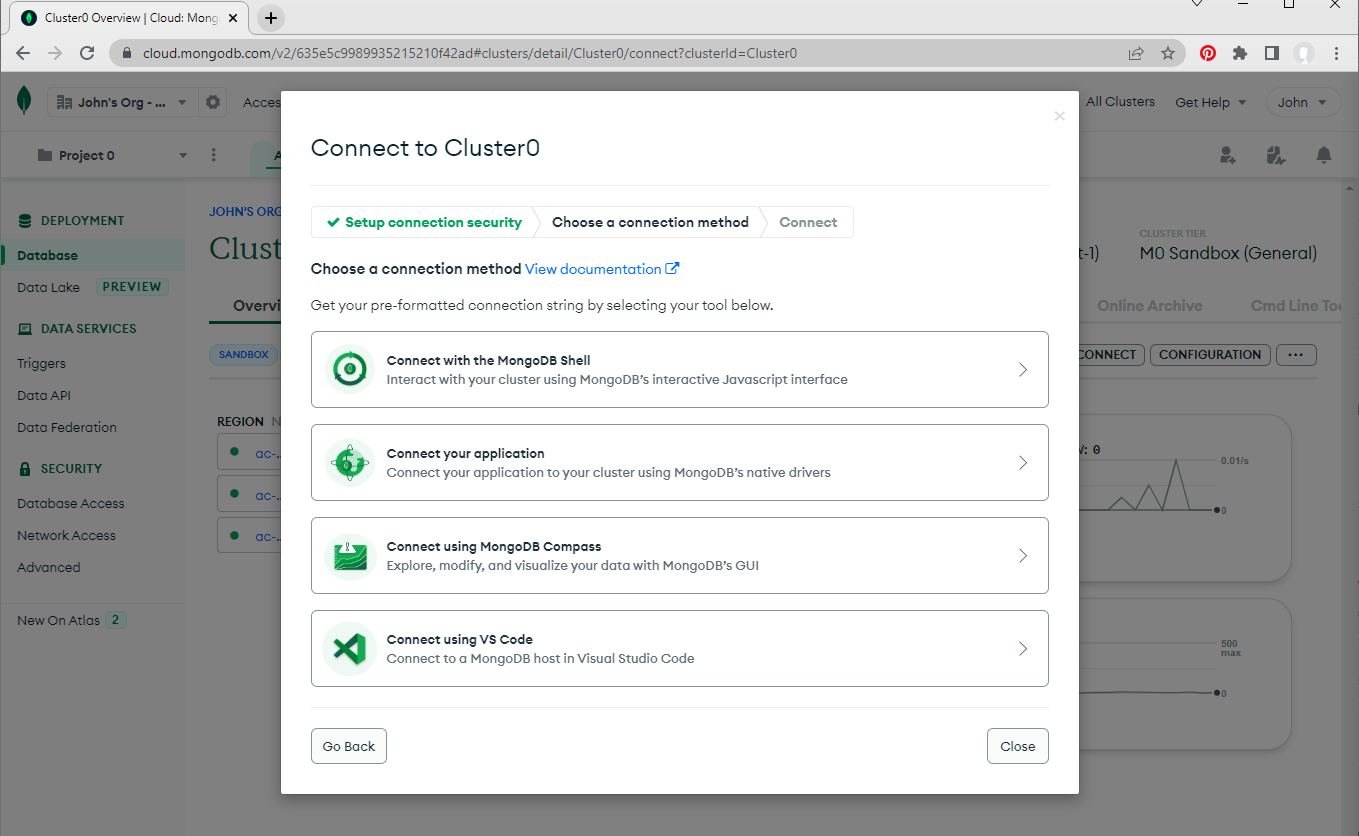 Cluster0 Overview | Cloud: Mong
cloud.mongodb.com/v2/635e5c9989935215210f42ad#clusters/detail/Cluster0/connect?clusterId=Cluster0
John's Org - ...
Acces
All Clusters
Get Help
John
Project 0
A
DEPLOYMENT
Database
Data Lake PREVIEW
DATA SERVICES
Triggers
Data API
Data Federation
SECURITY
Database Access
Network Access
Advanced
New On Atlas 2
JOHN'S ORG
Clust
Overvi
SANDBOX
REGION N
ac-..
ac-..
ac-..
Connect to Cluster0
Setup connection security
Choose a connection method
Connect
Choose a connection method View documentation
Get your pre-formatted connection string by selecting your tool below.
Connect with the MongoDB Shell
Interact with your cluster using MongoDB’s interactive Javascript interface
Connect your application
Connect your application to your cluster using MongoDB’s native drivers
Connect using MongoDB Compass
Explore, modify, and visualize your data with MongoDB’s GUI
Connect using VS Code
Connect to a MongoDB host in Visual Studio Code
Go Back
Close
CLUSTER TIER
t-1)
M0 Sandbox (General)
Online Archive
Cmd Line Too
CONNECT
CONFIGURATION
...
W: 0
0.01/s
0
500
max
0